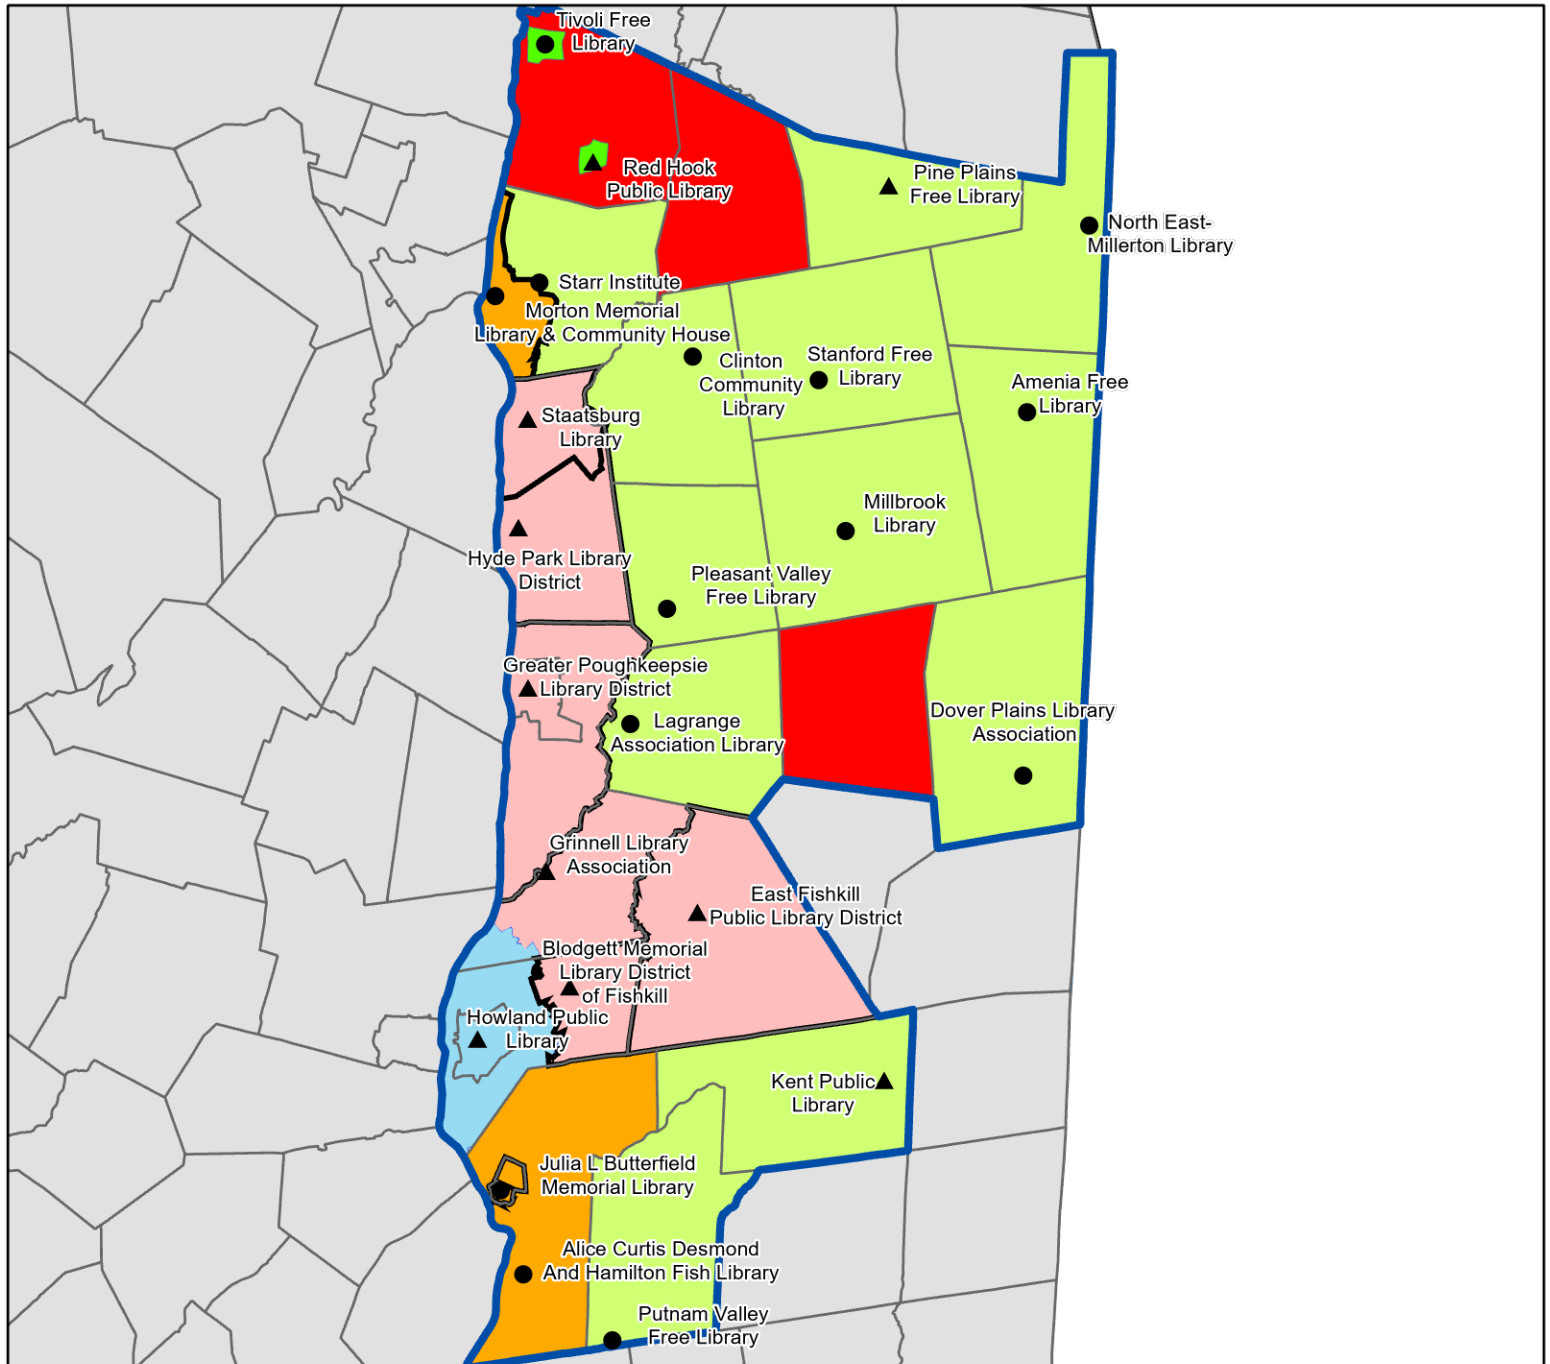 Tivoli Free
Library
Red Hook
Public Library
Pine Plains
Free Library
North East-
Millerton Library
Starr Institute
Morton Memorial
Library & Community House
Clinton
Community
Library
Stanford Free
Library
Amenia Free
Library
Staatsburg
Library
Millbrook
Library
Hyde Park Library
District
Pleasant Valley
Free Library
Greater Poughkeepsie
Library District
Lagrange
Association Library
Dover Plains Library
Association
Grinnell Library
Association
East Fishkill
Public Library District
Blodgett Memorial
Library District
of Fishkill
Howland Public
Library
Kent Public
Library
Julia L Butterfield
Memorial Library
Alice Curtis Desmond
And Hamilton Fish Library
Putnam Valley
Free Library